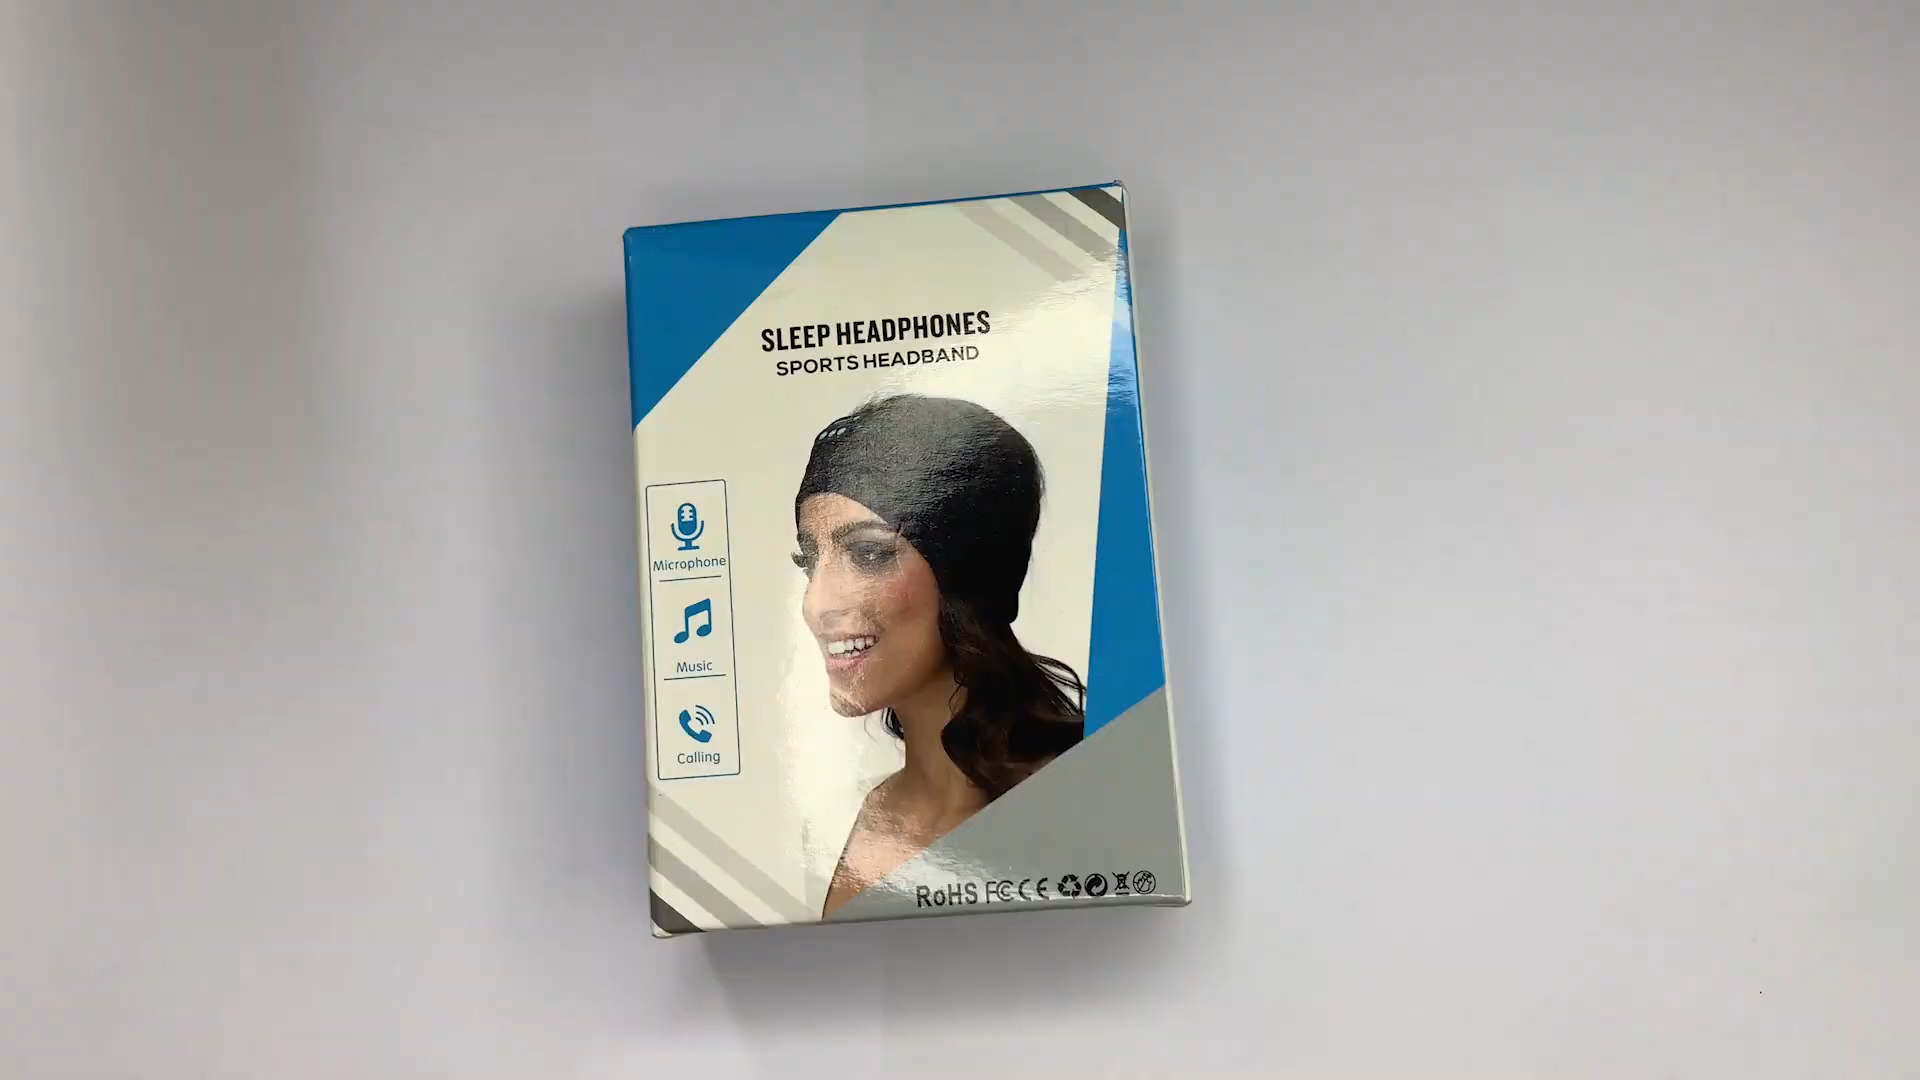 SLEEP HEADPHONES
SPORTS HEADBAND
Microphone
Music
Calling
RoHS FC CE